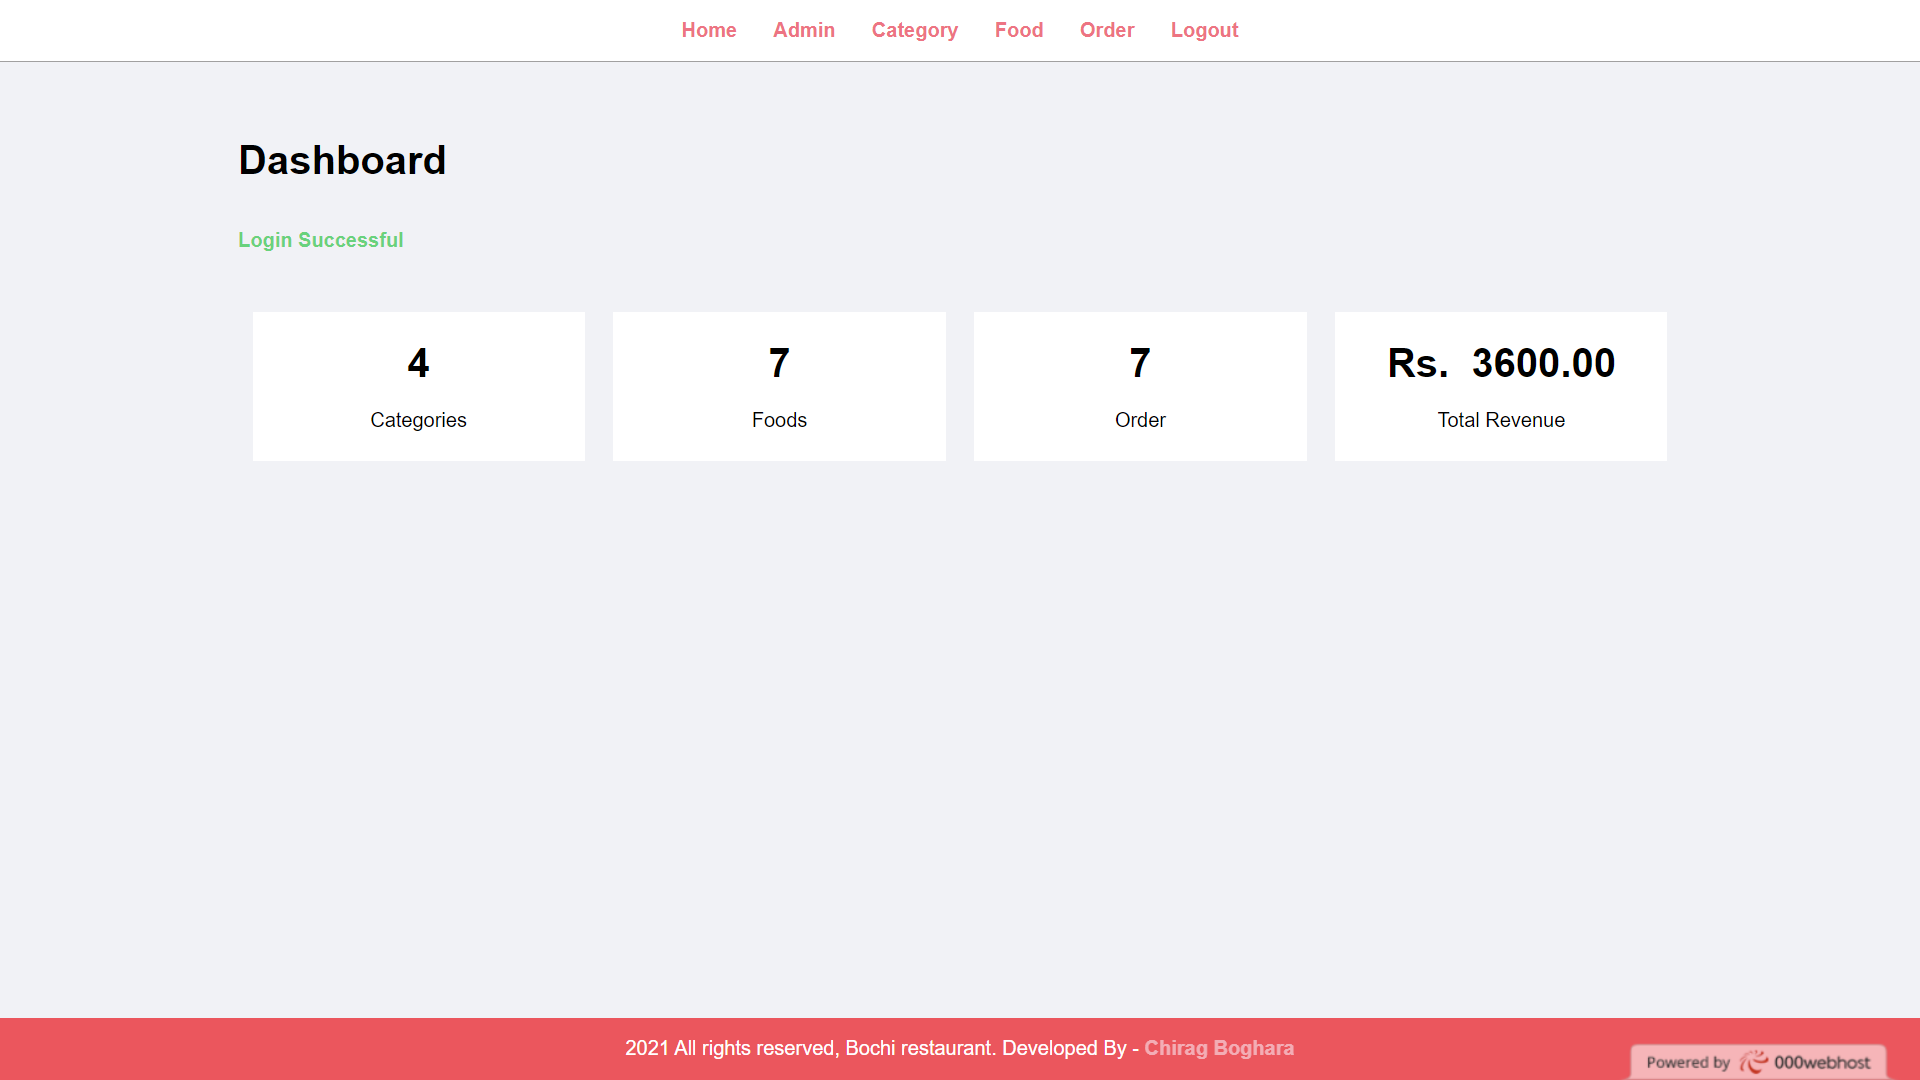 Home Admin Category Food Order Logout
Dashboard
Login Successful
4
Categories
7
Foods
7
Order
Rs. 3600.00
Total Revenue
2021 All rights reserved, Bochi restaurant. Developed By - Chirag Boghara
Powered by 000webhost